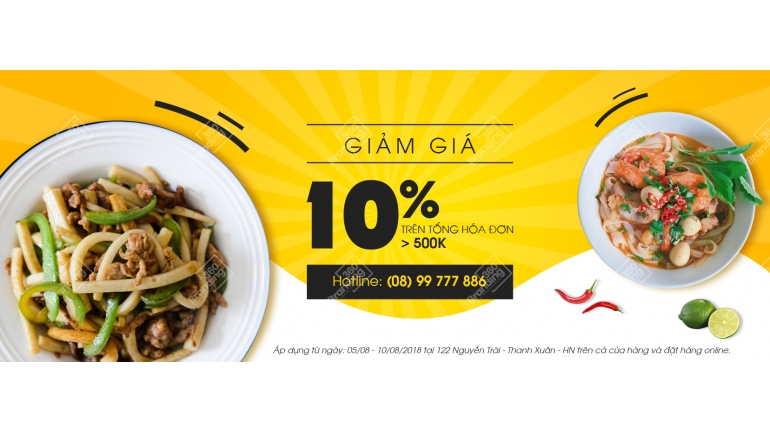 GIẢM GIÁ
10%
TRÊN TỔNG HÓA ĐƠN
> 500K
Hotline: (08) 99 777 886
Áp dụng từ ngày: 05/08 - 10/08/2018 tại 122 Nguyễn Trãi - Thanh Xuân - HN trên cả cửa hàng và đặt hàng online.